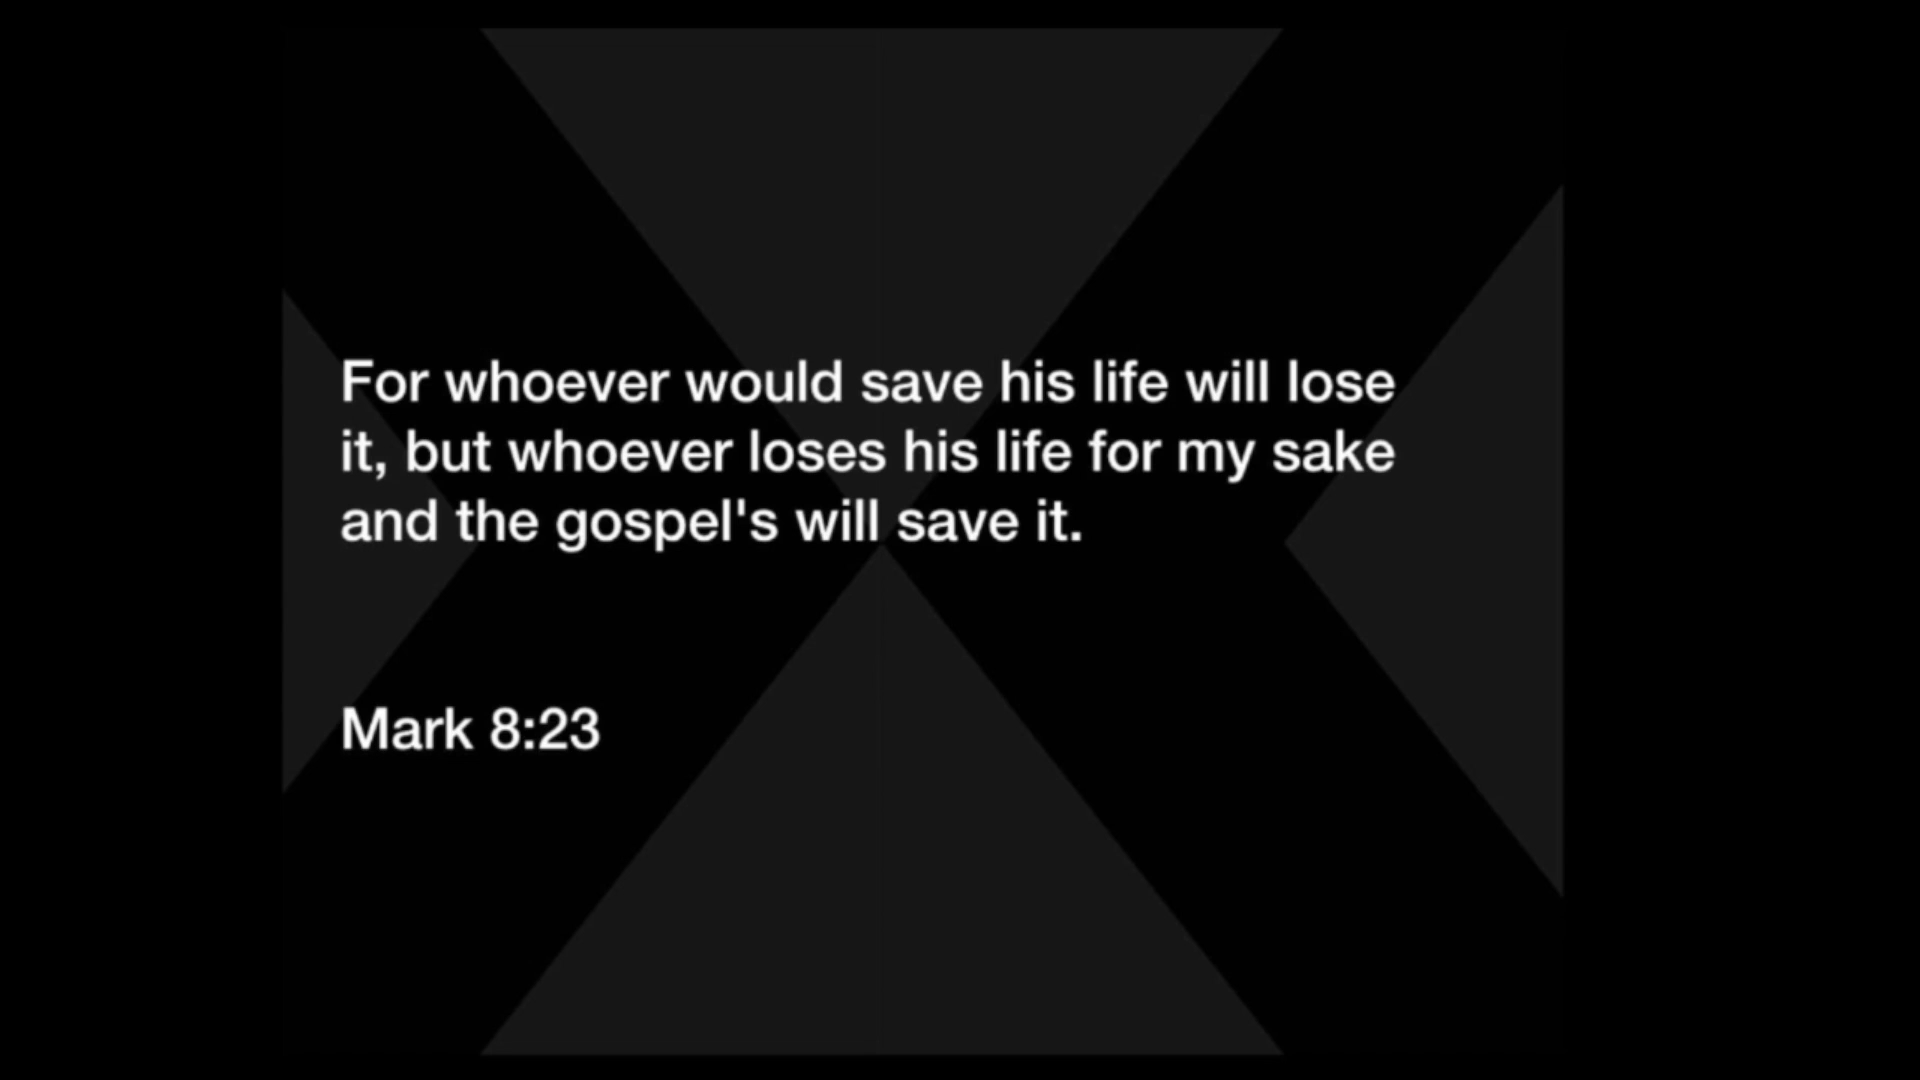 For whoever would save his life will lose
it, but whoever loses his life for my sake
and the gospel's will save it.
Mark 8:23